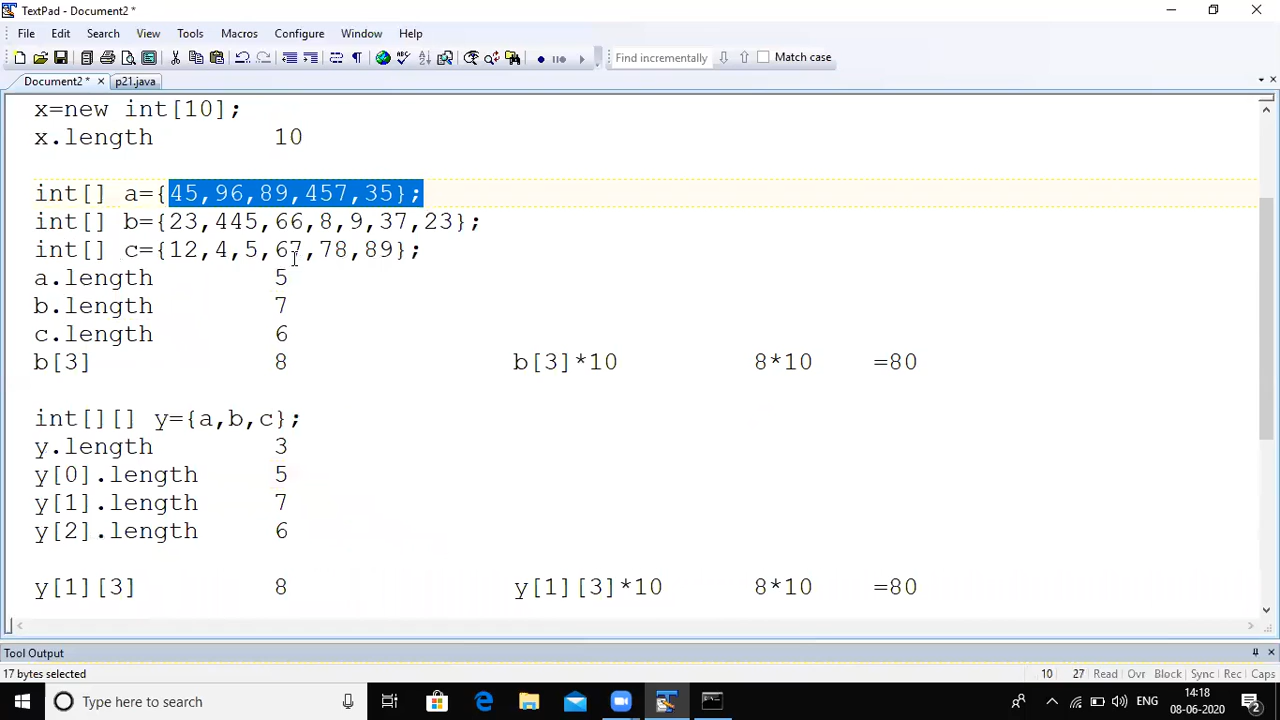 TextPad - Document2 *
File Edit Search View Tools Macros Configure Window Help
Find incrementally Match case
Document2 * p21.java
x=new int[10];
x.length 10
int[] a={45,96,89,457,35};
int[] b={23,445,66,8,9,37,23};
int[] c={12,4,5,67,78,89};
a.length 5
b.length 7
c.length 6
b[3] 8 b[3]*10 8*10 =80
int[][] y={a,b,c};
y.length 3
y[0].length 5
y[1].length 7
y[2].length 6
y[1][3] 8 y[1][3]*10 8*10 =80
Tool Output
17 bytes selected 10 27 Read Ovr Block Sync Rec Caps
Type here to search ENG 14:18
08-06-2020 2